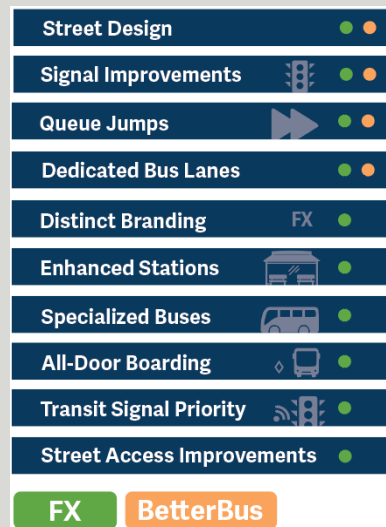 Street Design
Signal Improvements
Queue Jumps
Dedicated Bus Lanes
Distinct Branding FX
Enhanced Stations
Specialized Buses
All-Door Boarding
Transit Signal Priority
Street Access Improvements
FX BetterBus